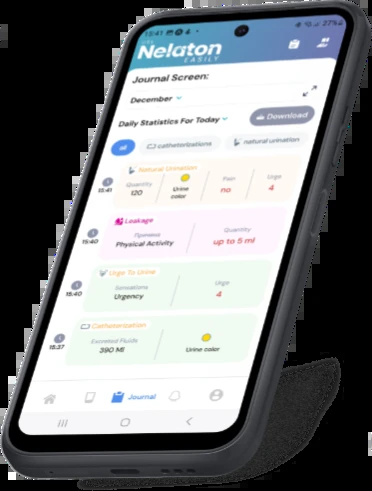 15:41 27%
Nelaton
EASILY
Journal Screen:
December
Daily Statistics For Today
Download
all
catheterizations
natural urination
Natural Urination
15:41
Quantity
120
Urine
color
Pain
no
Urge
4
Leakage
15:40
Причина
Physical Activity
Quantity
up to 5 ml
Urge To Urine
15:40
Sensations
Urgency
Urge
4
Catheterization
15:37
Excreted Fluids
390 Ml
Urine color
Journal